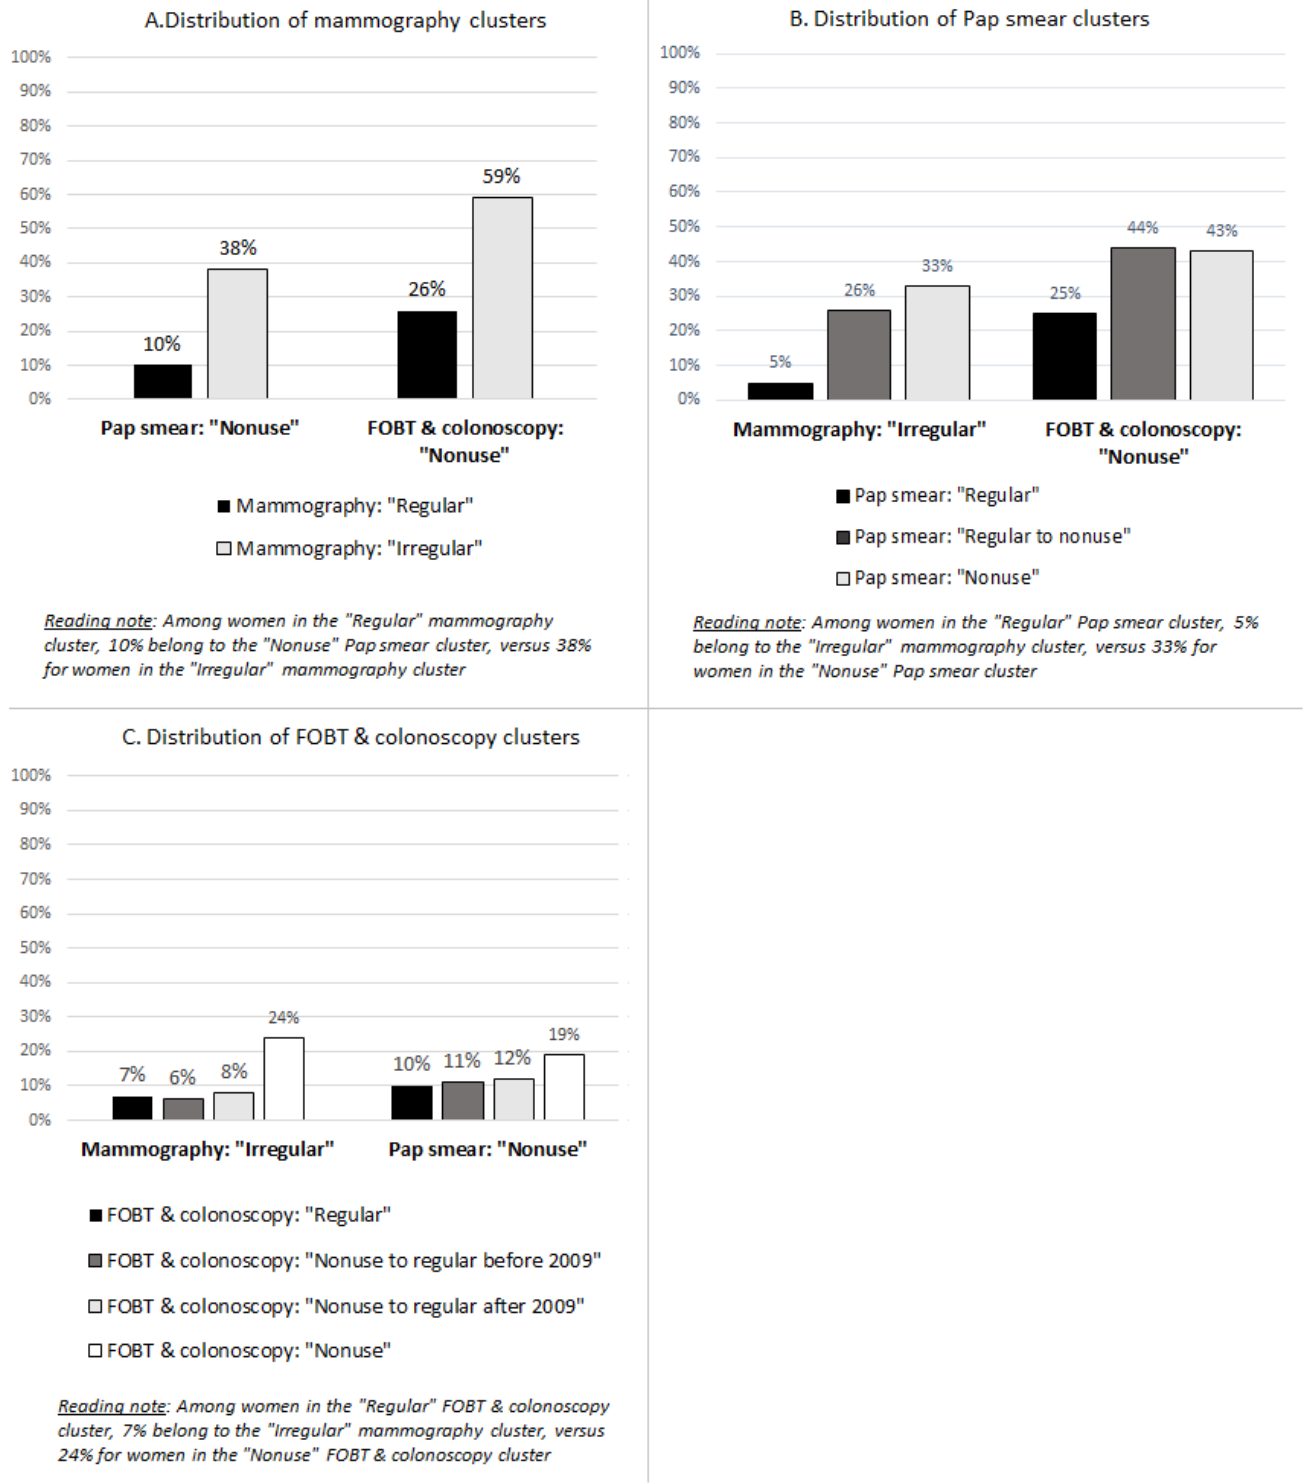 A.Distribution of mammography clusters
100%
90%
80%
70%
60%
50%
40%
30%
20%
10%
0%
10%
38%
26%
59%
Pap smear: "Nonuse"
FOBT & colonoscopy:
"Nonuse"
Mammography: "Regular"
Mammography: "Irregular"
Reading note: Among women in the "Regular" mammography
cluster, 10% belong to the "Nonuse" Pap smear cluster, versus 38%
for women in the "Irregular" mammography cluster
B. Distribution of Pap smear clusters
100%
90%
80%
70%
60%
50%
40%
30%
20%
10%
0%
5%
26%
33%
25%
44%
43%
Mammography: "Irregular"
FOBT & colonoscopy:
"Nonuse"
Pap smear: "Regular"
Pap smear: "Regular to nonuse"
Pap smear: "Nonuse"
Reading note: Among women in the "Regular" Pap smear cluster, 5%
belong to the "Irregular" mammography cluster, versus 33% for
women in the "Nonuse" Pap smear cluster
C. Distribution of FOBT & colonoscopy clusters
100%
90%
80%
70%
60%
50%
40%
30%
20%
10%
0%
7%
6%
8%
24%
10%
11%
12%
19%
Mammography: "Irregular"
Pap smear: "Nonuse"
FOBT & colonoscopy: "Regular"
FOBT & colonoscopy: "Nonuse to regular before 2009"
FOBT & colonoscopy: "Nonuse to regular after 2009"
FOBT & colonoscopy: "Nonuse"
Reading note: Among women in the "Regular" FOBT & colonoscopy
cluster, 7% belong to the "Irregular" mammography cluster, versus
24% for women in the "Nonuse" FOBT & colonoscopy cluster